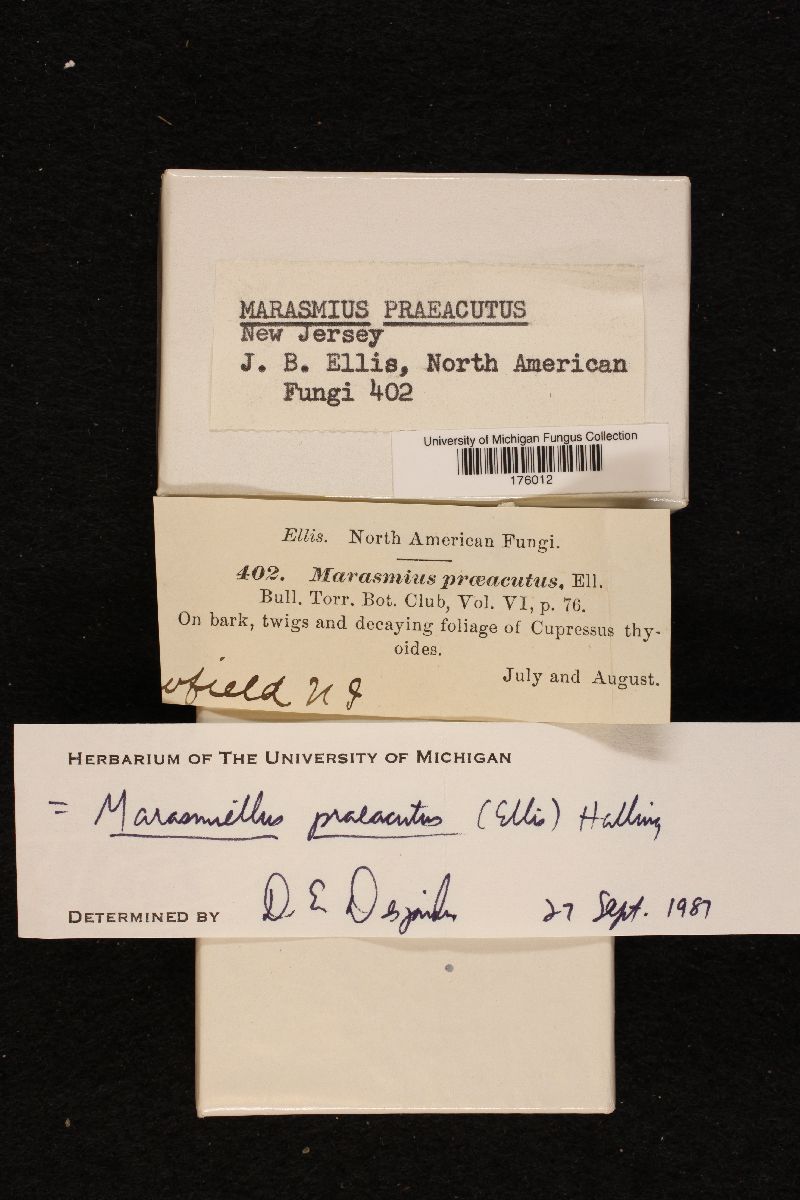 MARASMIUS PRAEACUTUS
New Jersey
J. B. Ellis, North American
Fungi 402
University of Michigan Fungus Collection
176012
Ellis. North American Fungi.
402. Marasmius præacutus, Ell.
Bull. Torr. Bot. Club, Vol. VI, p. 76.
On bark, twigs and decaying foliage of Cupressus thy-
oides.
July and August.
wfield N J
HERBARIUM OF THE UNIVERSITY OF MICHIGAN
= Marasmiellus praeacutus (Ellis) Halling
DETERMINED BY D. E. Desjardin 27 Sept. 1987